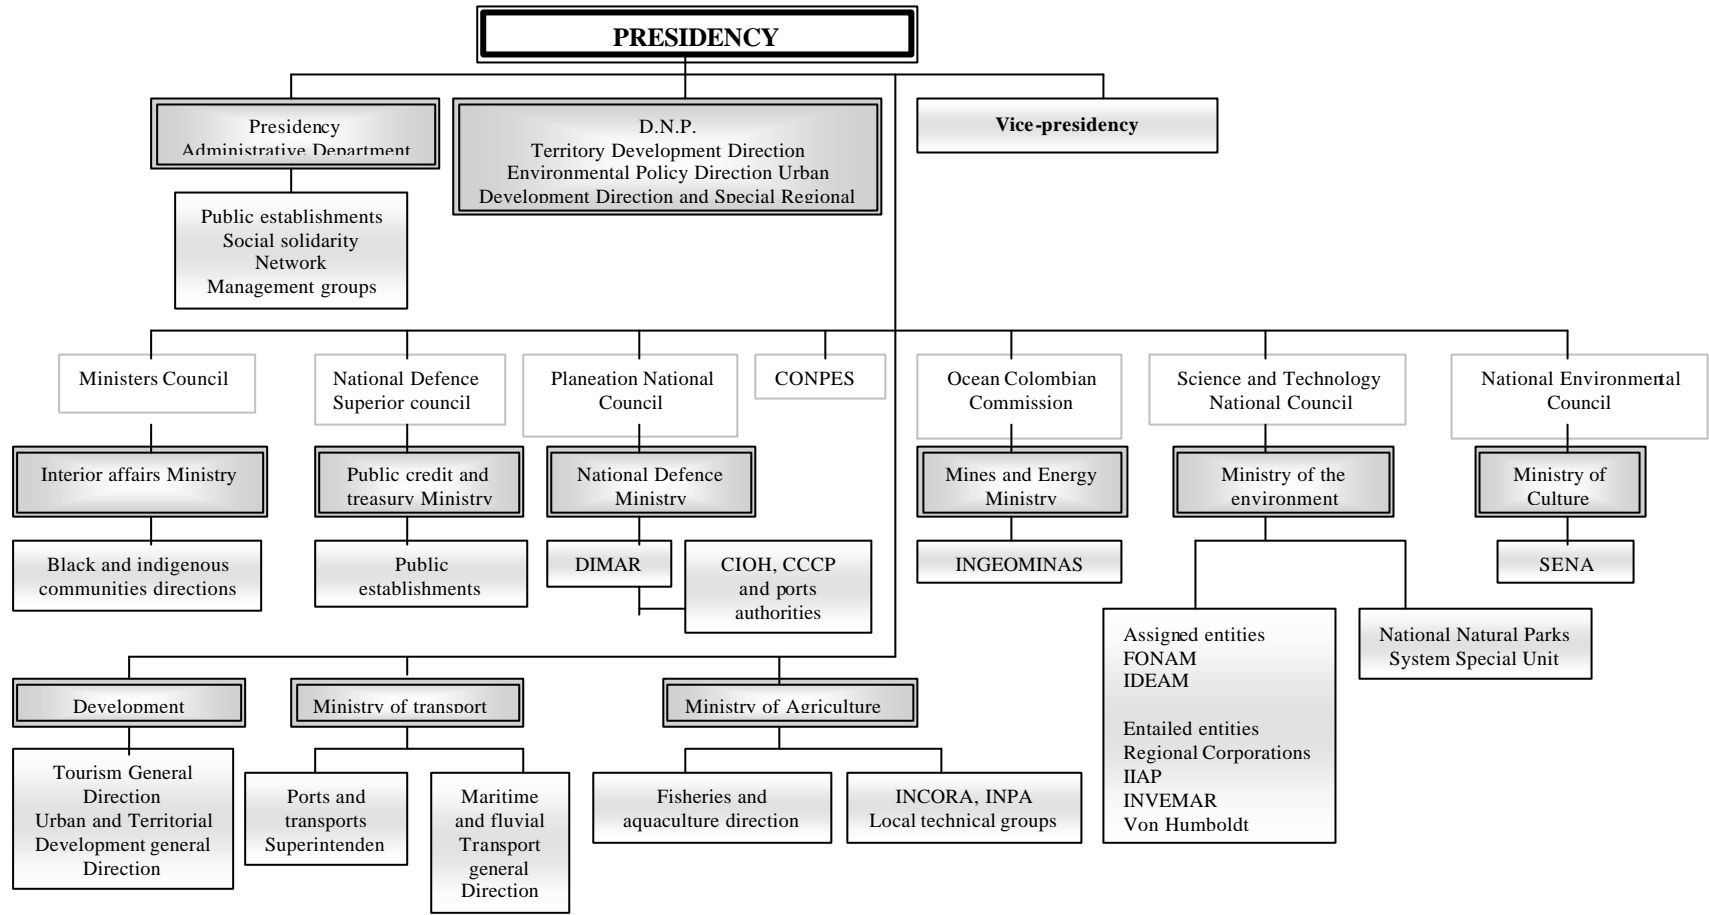 PRESIDENCY
Presidency
Administrative Department
D.N.P.
Territory Development Direction
Environmental Policy Direction Urban
Development Direction and Special Regional
Vice-presidency
Public establishments
Social solidarity
Network
Management groups
Ministers Council
National Defence
Superior council
Planeation National
Council
CONPES
Ocean Colombian
Commission
Science and Technology
National Council
National Environmental
Council
Interior affairs Ministry
Public credit and
treasury Ministry
National Defence
Ministry
Mines and Energy
Ministry
Ministry of the
environment
Ministry of
Culture
Black and indigenous
communities directions
Public
establishments
DIMAR
CIOH, CCCP
and ports
authorities
INGEOMINAS
SENA
Assigned entities
FONAM
IDEAM
Entailed entities
Regional Corporations
IIAP
INVEMAR
Von Humboldt
National Natural Parks
System Special Unit
Development
Ministry of transport
Ministry of Agriculture
Tourism General
Direction
Urban and Territorial
Development general
Direction
Ports and
transports
Superintenden
Maritime
and fluvial
Transport
general
Direction
Fisheries and
aquaculture direction
INCORA, INPA
Local technical groups